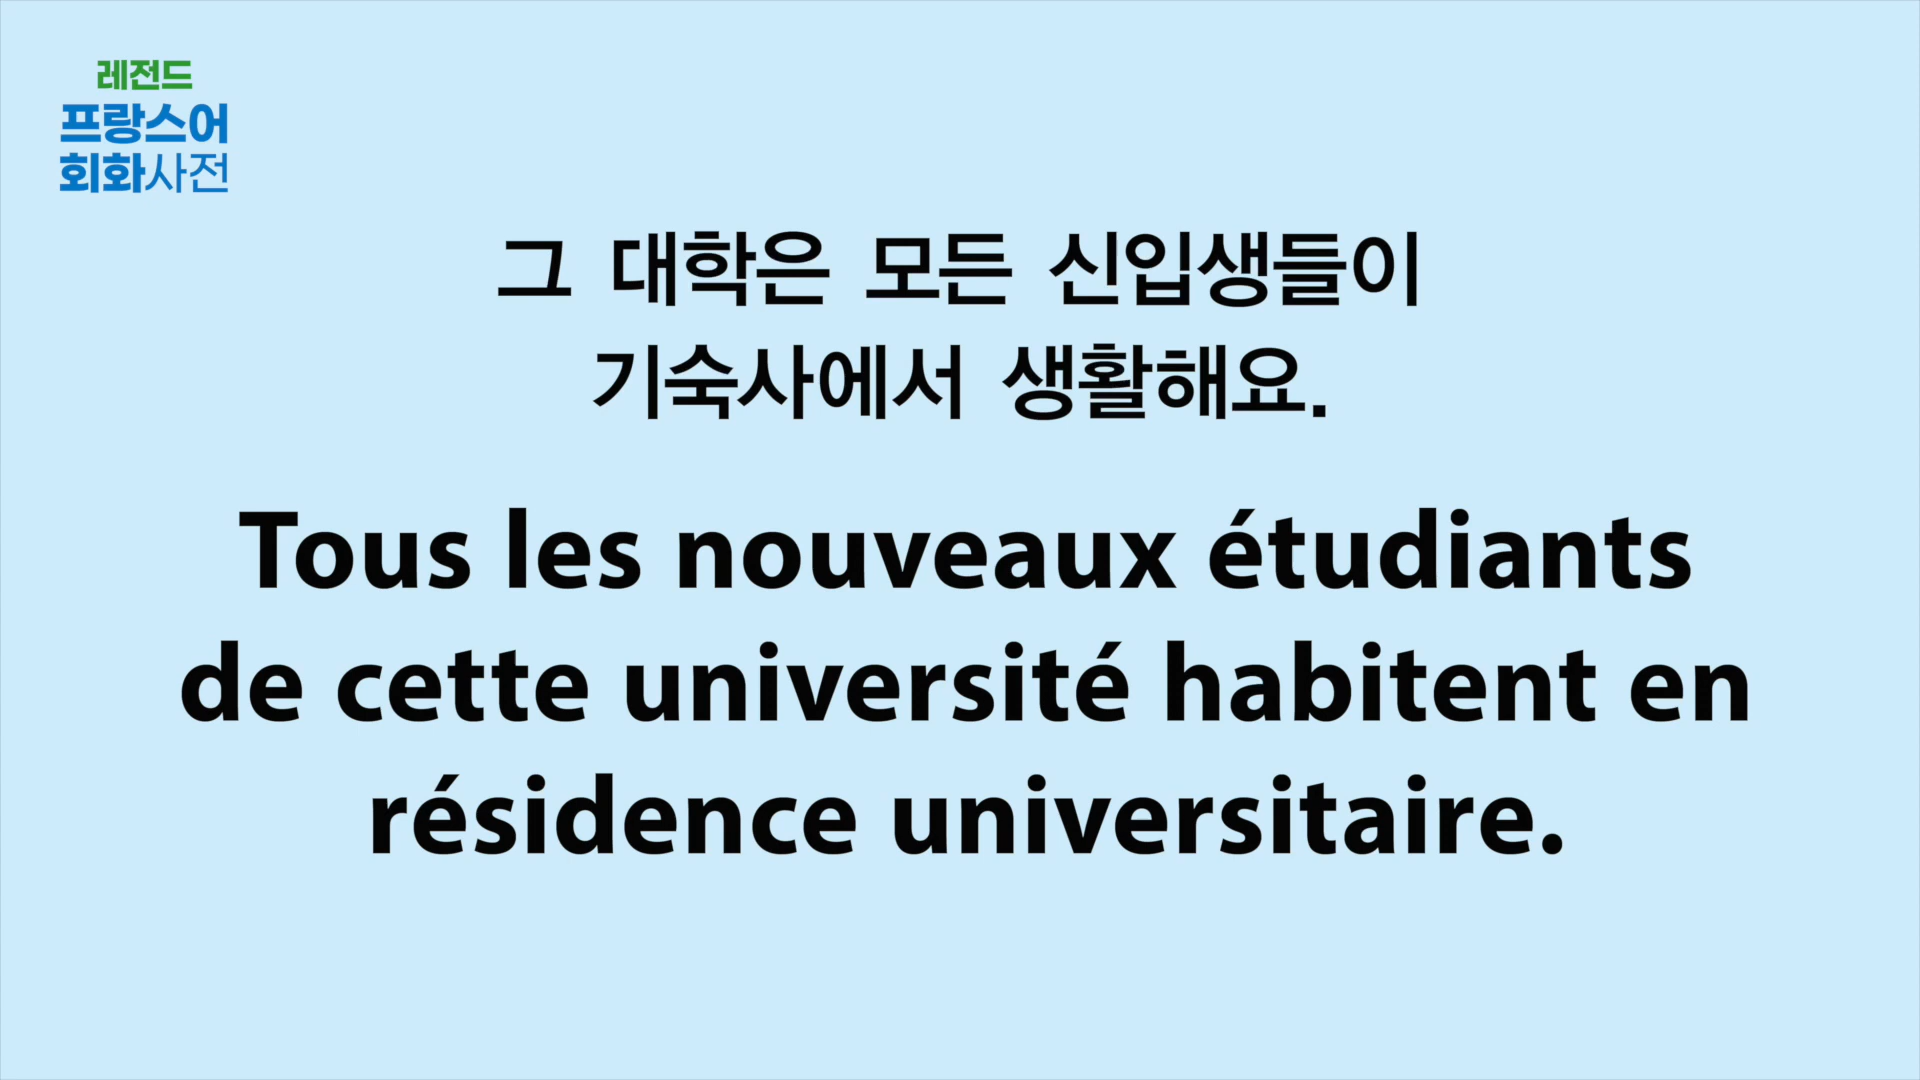 레전드
프랑스어
회화사전
그 대학은 모든 신입생들이
기숙사에서 생활해요.
Tous les nouveaux étudiants
de cette université habitent en
résidence universitaire.